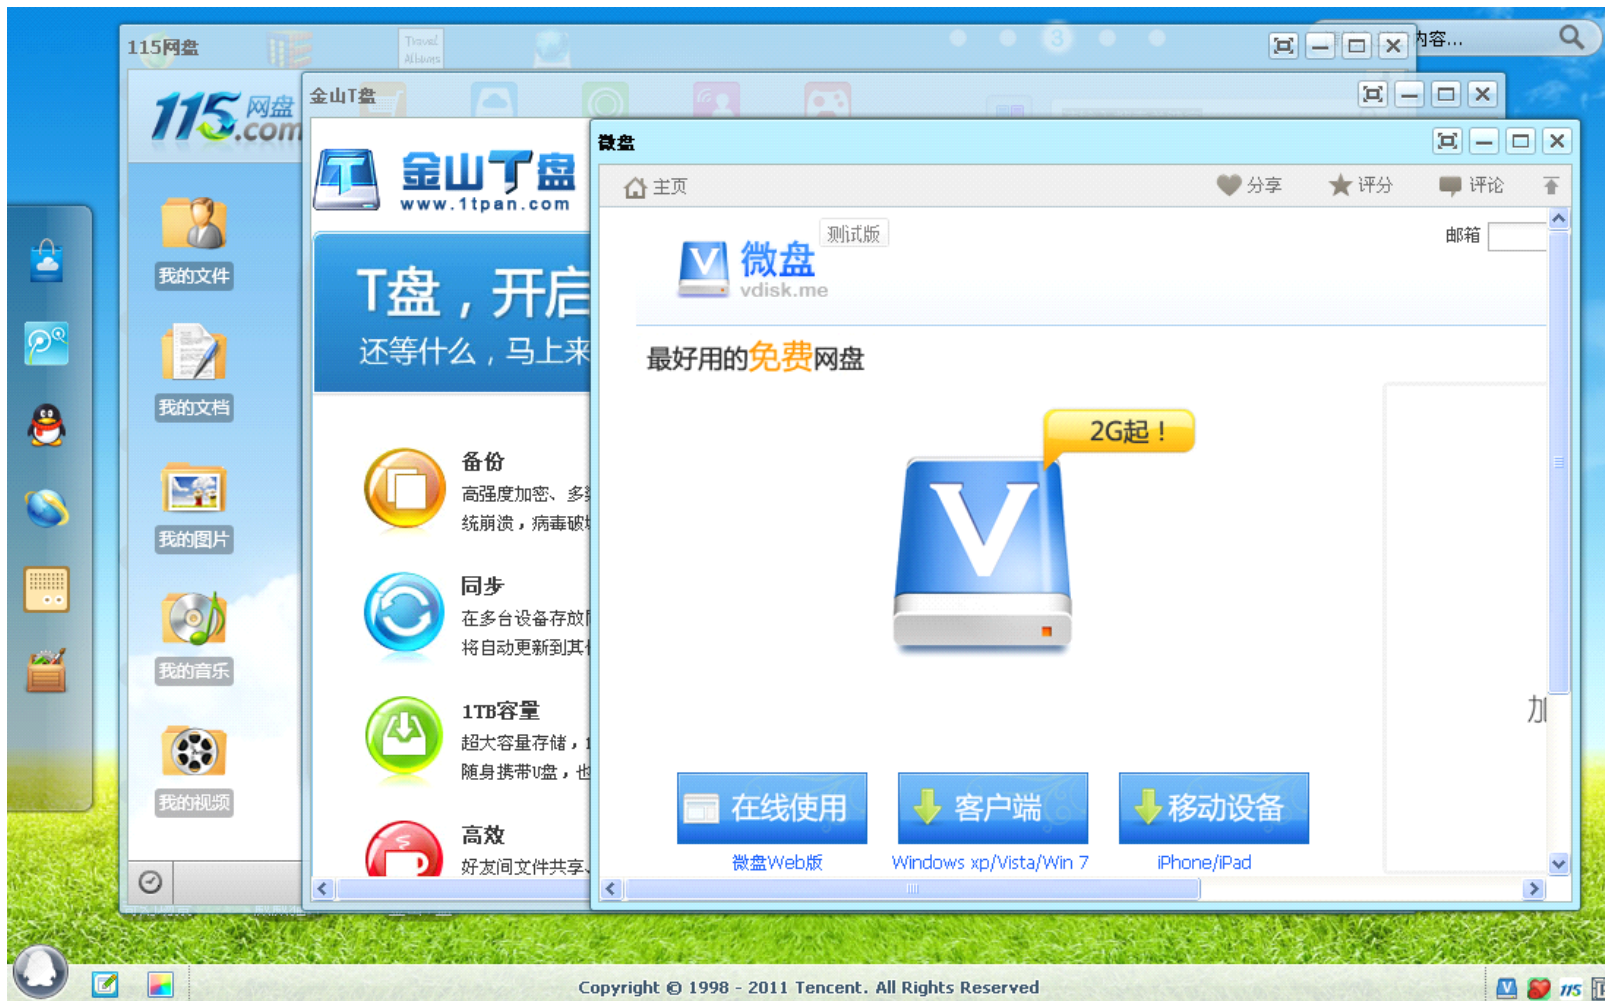 115网盘
Travel
Albums
3
内容...
115网盘
.com
金山T盘
金山T盘
www.1tpan.com
T盘，开启
还等什么，马上来
我的文件
我的文档
我的图片
我的音乐
我的视频
备份
高强度加密、多
统崩溃，病毒破
同步
在多台设备存放
将自动更新到其
1TB容量
超大容量存储，
随身携带U盘，也
高效
好友间文件共享、
微盘
主页
分享
评分
评论
测试版
微盘
vdisk.me
邮箱
最好用的免费网盘
2G起！
V
加
在线使用
客户端
移动设备
微盘Web版
Windows xp/Vista/Win 7
iPhone/iPad
Copyright © 1998 - 2011 Tencent. All Rights Reserved
115